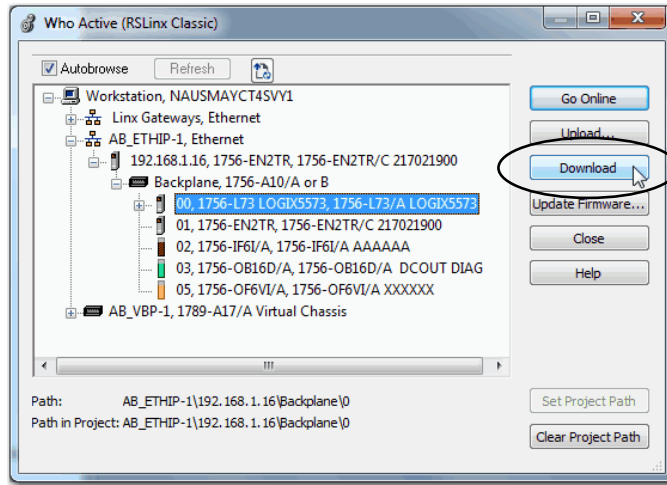 Who Active (RSLinx Classic)
Autobrowse Refresh
Workstation, NAUSMAYCT4SVY1
Linx Gateways, Ethernet
AB_ETHIP-1, Ethernet
192.168.1.16, 1756-EN2TR, 1756-EN2TR/C 217021900
Backplane, 1756-A10/A or B
00, 1756-L73 LOGIX5573, 1756-L73/A LOGIX5573
01, 1756-EN2TR, 1756-EN2TR/C 217021900
02, 1756-IF6I/A, 1756-IF6I/A AAAAAA
03, 1756-OB16D/A, 1756-OB16D/A DCOUT DIAG
05, 1756-OF6VI/A, 1756-OF6VI/A XXXXXX
AB_VBP-1, 1789-A17/A Virtual Chassis
Go Online
Upload...
Download
Update Firmware...
Close
Help
Path: AB_ETHIP-1\192.168.1.16\Backplane\0
Path in Project: AB_ETHIP-1\192.168.1.16\Backplane\0
Set Project Path
Clear Project Path